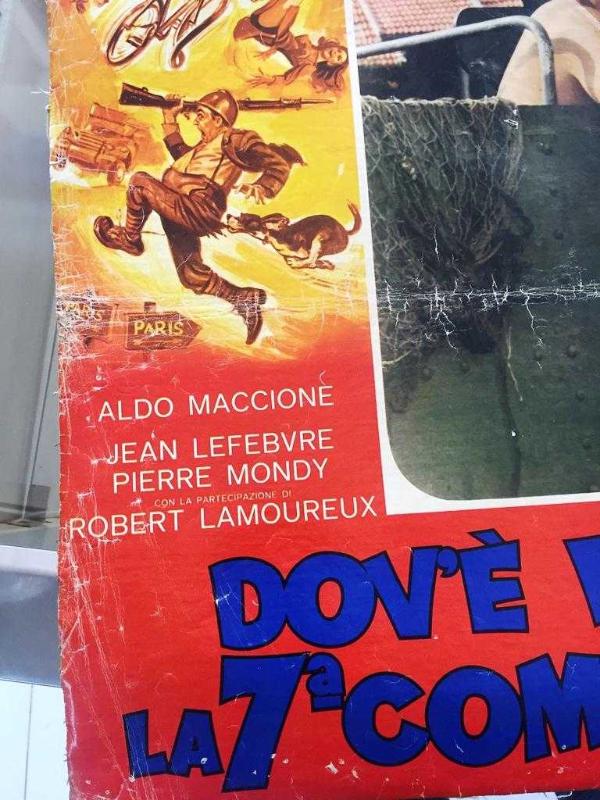 PARIS
ALDO MACCIONE
JEAN LEFEBVRE
PIERRE MONDY
CON LA PARTECIPAZIONE DI
ROBERT LAMOUREUX
DOV'È
LA 7ª COM